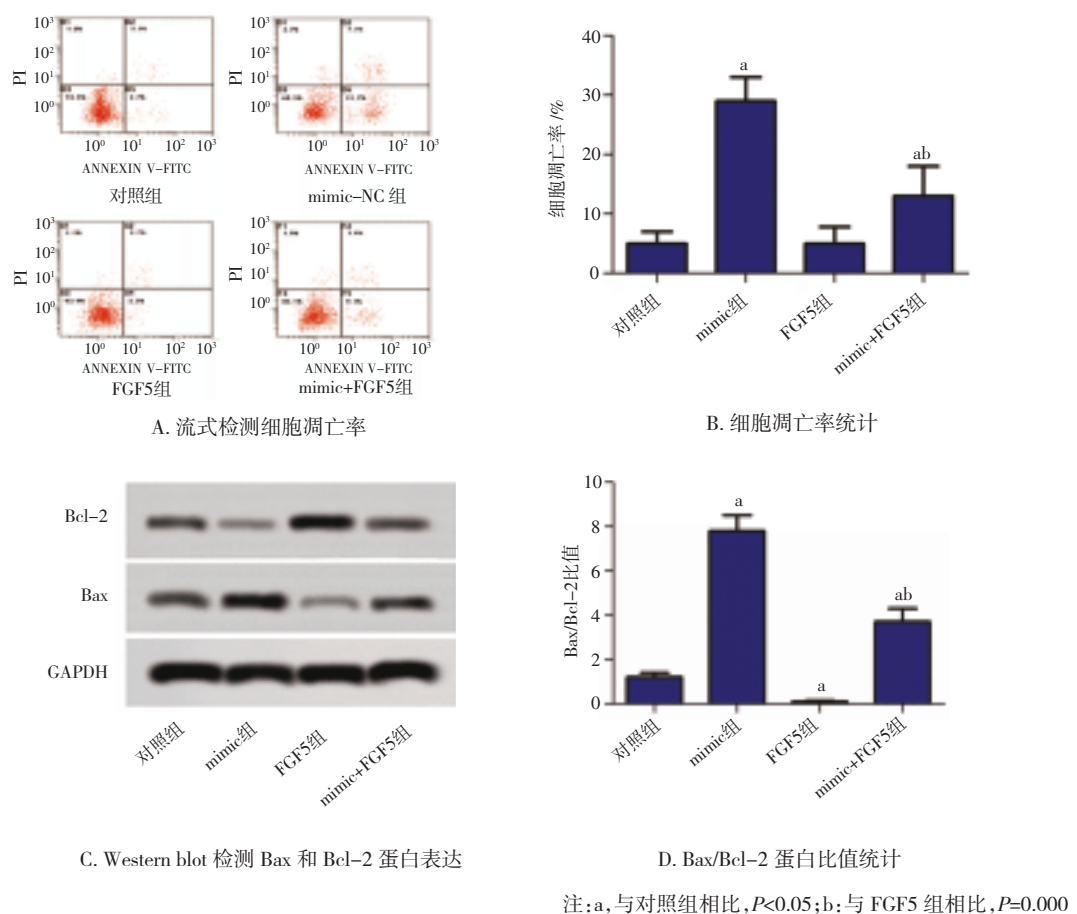 10³
10²
10¹
10⁰
PI
10⁰ 10¹ 10² 10³
ANNEXIN V-FITC
对照组
10³
10²
10¹
10⁰
PI
10⁰ 10¹ 10² 10³
ANNEXIN V-FITC
mimic-NC 组
10³
10²
10¹
10⁰
PI
10⁰ 10¹ 10² 10³
ANNEXIN V-FITC
FGF5组
10³
10²
10¹
10⁰
PI
10⁰ 10¹ 10² 10³
ANNEXIN V-FITC
mimic+FGF5组
A. 流式检测细胞凋亡率
40
30
20
10
0
细胞凋亡率/%
a
ab
对照组
mimic组
FGF5组
mimic+FGF5组
B. 细胞凋亡率统计
Bcl-2
Bax
GAPDH
对照组
mimic组
FGF5组
mimic+FGF5组
C. Western blot 检测 Bax 和 Bcl-2 蛋白表达
10
8
6
4
2
0
Bax/Bcl-2比值
a
a
ab
对照组
mimic组
FGF5组
mimic+FGF5组
D. Bax/Bcl-2 蛋白比值统计
注:a,与对照组相比,P<0.05;b:与 FGF5 组相比,P=0.000